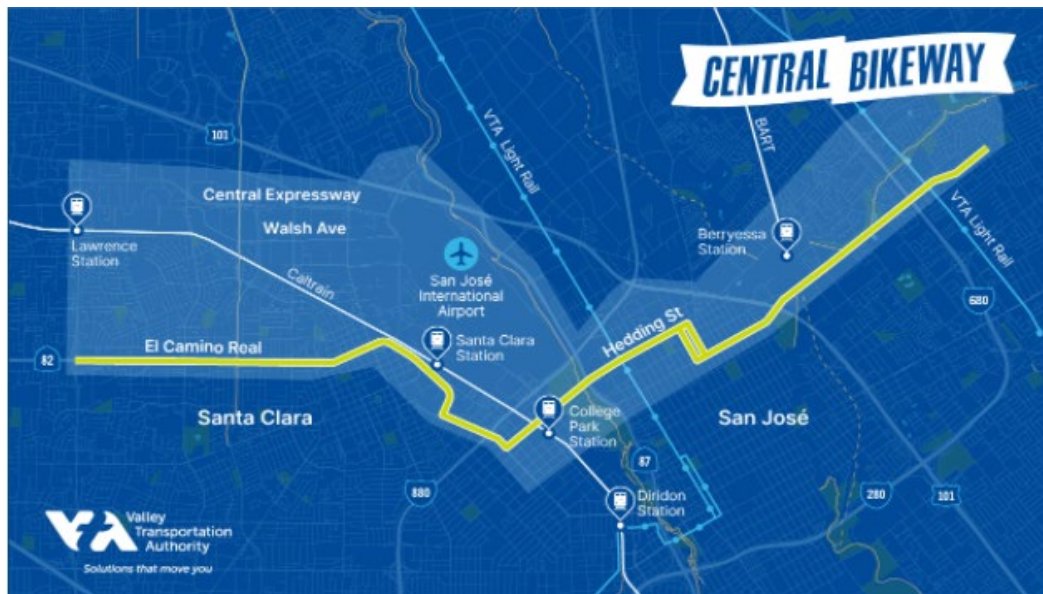 CENTRAL BIKEWAY
101
VTA Light Rail
BART
Central Expressway
Walsh Ave
Lawrence
Station
Caltrain
San José
International
Airport
Berryessa
Station
VTA Light Rail
680
82
El Camino Real
Santa Clara
Station
Hedding St
Santa Clara
College
Park
Station
San José
880
87
Diridon
Station
280
101
VTA
Valley
Transportation
Authority
Solutions that move you